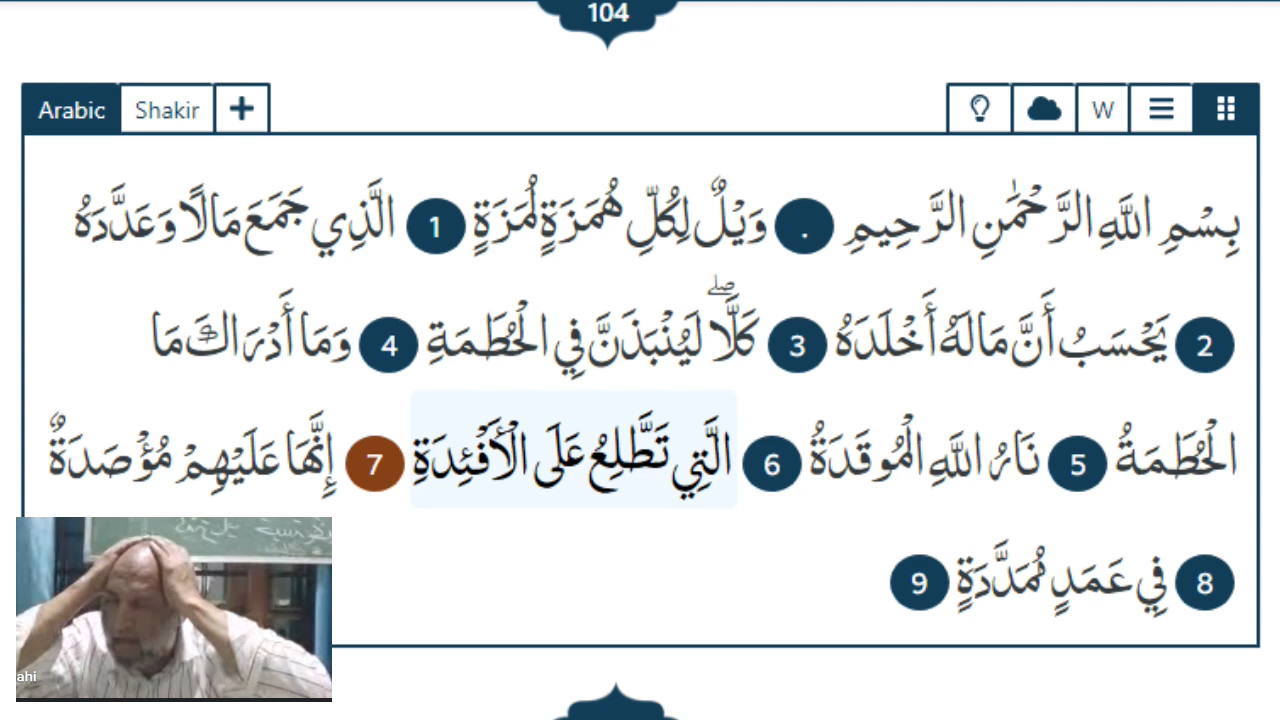 104
Arabic Shakir + W
بِسْمِ اللَّهِ الرَّحْمَٰنِ الرَّحِيمِ . وَيْلٌ لِكُلِّ هُمَزَةٍ لُمَزَةٍ 1 الَّذِي جَمَعَ مَالًا وَعَدَّدَهُ
2 يَحْسَبُ أَنَّ مَالَهُ أَخْلَدَهُ 3 كَلَّا ۖ لَيُنْبَذَنَّ فِي الْحُطَمَةِ 4 وَمَا أَدْرَاكَ مَا
الْحُطَمَةُ 5 نَارُ اللَّهِ الْمُوقَدَةُ 6 الَّتِي تَطَّلِعُ عَلَى الْأَفْئِدَةِ 7 إِنَّهَا عَلَيْهِمْ مُؤْصَدَةٌ
8 فِي عَمَدٍ مُمَدَّدَةٍ 9
ahi